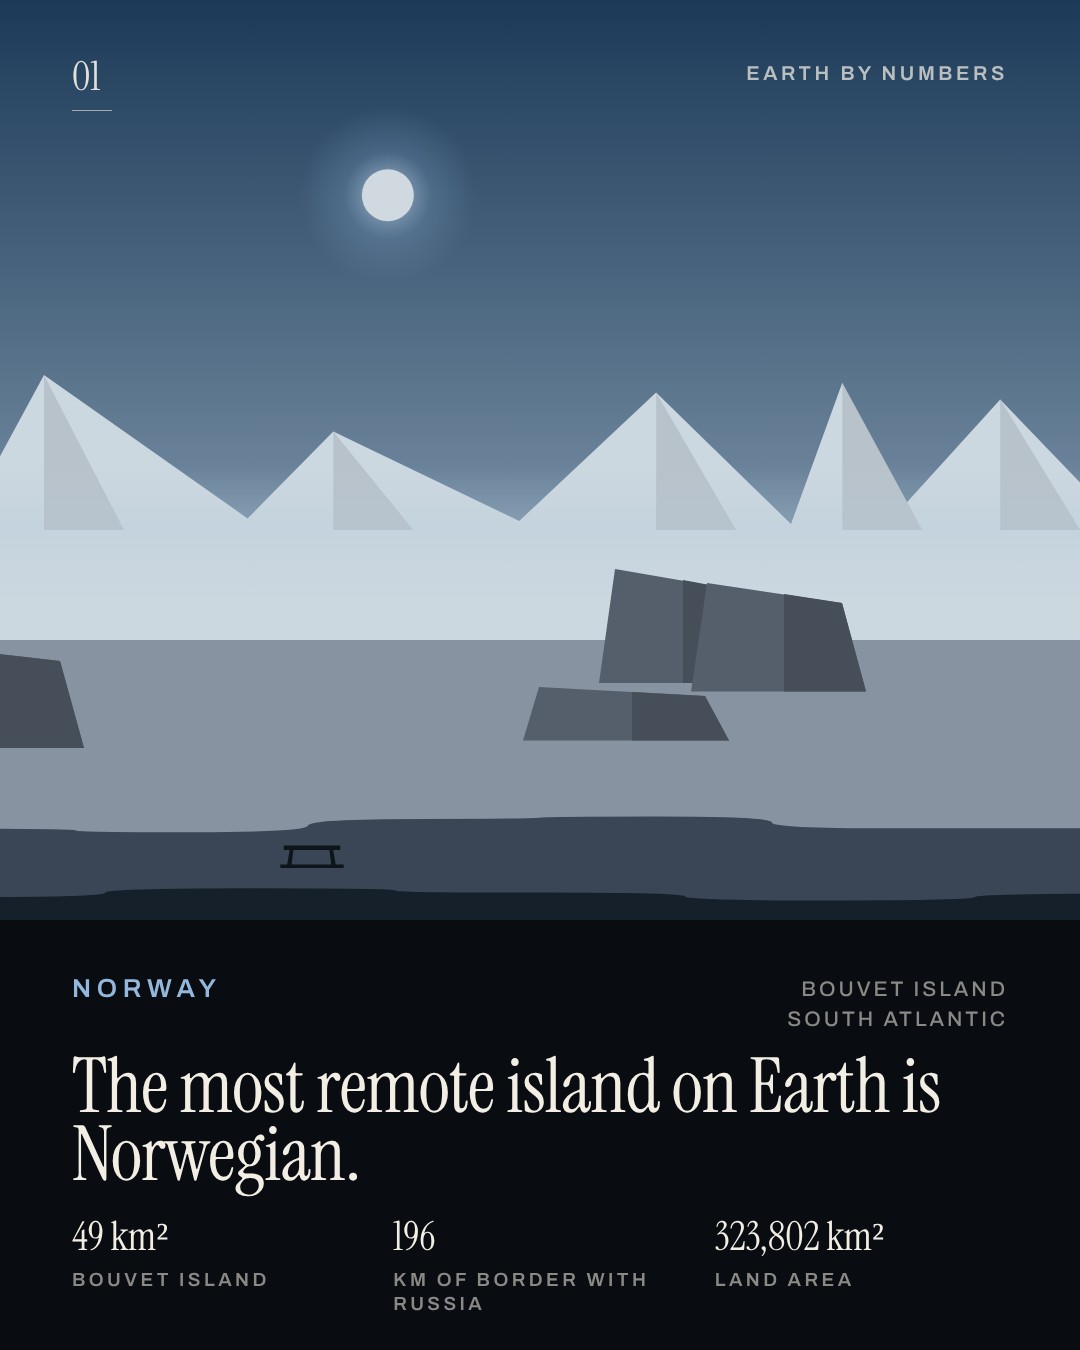 01
EARTH BY NUMBERS
NORWAY
BOUVET ISLAND
SOUTH ATLANTIC
The most remote island on Earth is
Norwegian.
49 km²
BOUVET ISLAND
196
KM OF BORDER WITH
RUSSIA
323,802 km²
LAND AREA